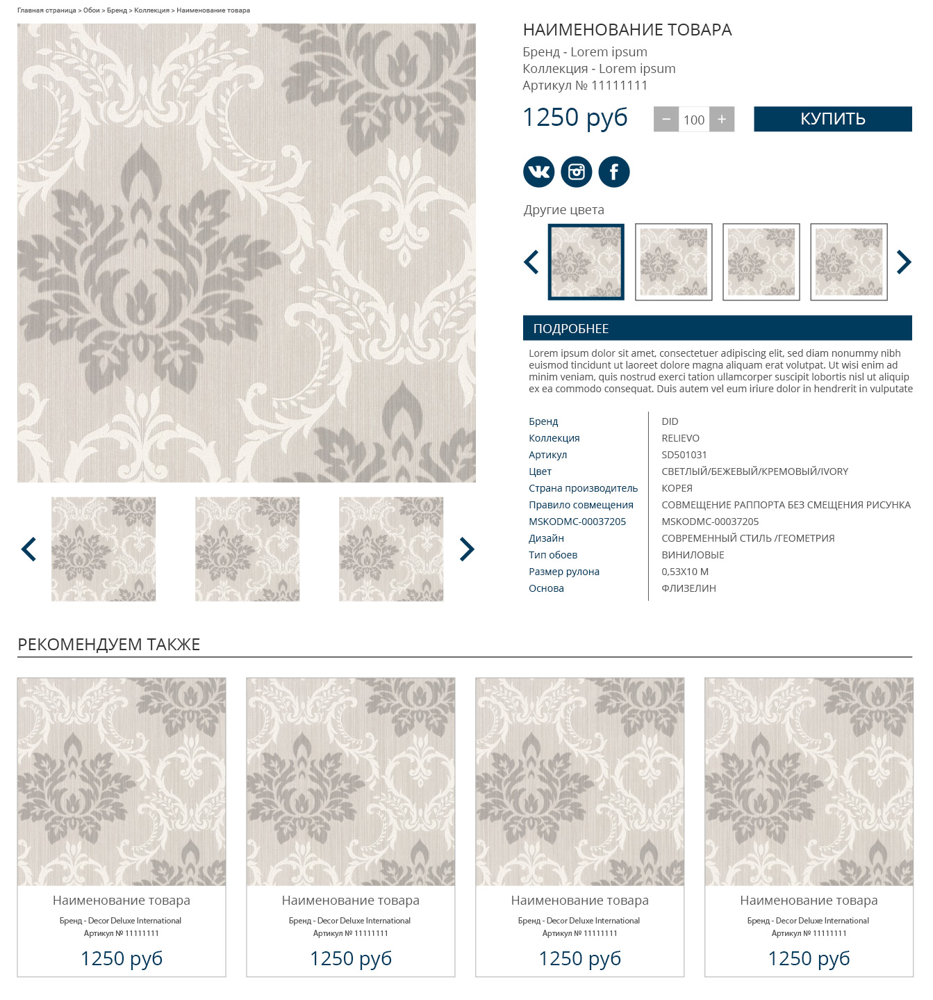 Главная страница > Обои > Бренд > Коллекция > Наименование товара
НАИМЕНОВАНИЕ ТОВАРА
Бренд - Lorem ipsum
Коллекция - Lorem ipsum
Артикул № 11111111
1250 руб − 100 + КУПИТЬ
Другие цвета
ПОДРОБНЕЕ
Lorem ipsum dolor sit amet, consectetuer adipiscing elit, sed diam nonummy nibh
euismod tincidunt ut laoreet dolore magna aliquam erat volutpat. Ut wisi enim ad
minim veniam, quis nostrud exerci tation ullamcorper suscipit lobortis nisl ut aliquip
ex ea commodo consequat. Duis autem vel eum iriure dolor in hendrerit in vulputate
Бренд DID
Коллекция RELIEVO
Артикул SD501031
Цвет СВЕТЛЫЙ/БЕЖЕВЫЙ/КРЕМОВЫЙ/IVORY
Страна производитель КОРЕЯ
Правило совмещения СОВМЕЩЕНИЕ РАППОРТА БЕЗ СМЕЩЕНИЯ РИСУНКА
MSKODMC-00037205 MSKODMC-00037205
Дизайн СОВРЕМЕННЫЙ СТИЛЬ /ГЕОМЕТРИЯ
Тип обоев ВИНИЛОВЫЕ
Размер рулона 0,53X10 М
Основа ФЛИЗЕЛИН
РЕКОМЕНДУЕМ ТАКЖЕ
Наименование товара
Бренд - Decor Deluxe International
Артикул № 11111111
1250 руб
Наименование товара
Бренд - Decor Deluxe International
Артикул № 11111111
1250 руб
Наименование товара
Бренд - Decor Deluxe International
Артикул № 11111111
1250 руб
Наименование товара
Бренд - Decor Deluxe International
Артикул № 11111111
1250 руб